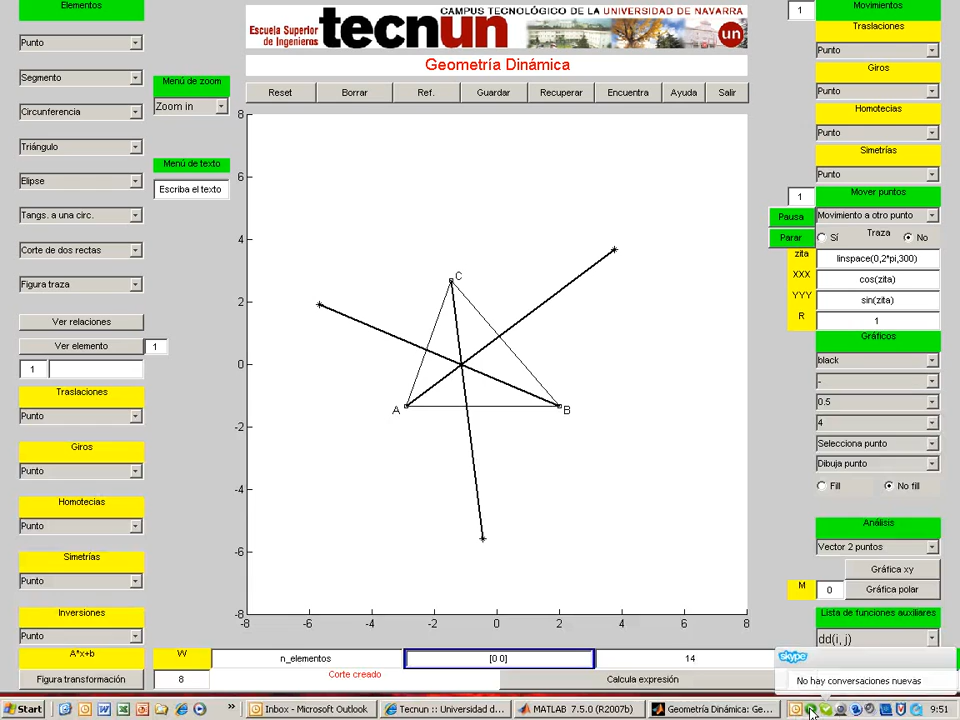 Elementos
Punto
Segmento
Circunferencia
Triángulo
Elipse
Tangs. a una circ.
Corte de dos rectas
Figura traza
Ver relaciones
Ver elemento
1
1
Traslaciones
Punto
Giros
Punto
Homotecias
Punto
Simetrías
Punto
Inversiones
Punto
A*x+b
Figura transformación
Menú de zoom
Zoom in
Menú de texto
Escriba el texto
W
8
CAMPUS TECNOLÓGICO DE LA UNIVERSIDAD DE NAVARRA
Escuela Superior
de Ingenieros
tecnun
un
Geometría Dinámica
Reset
Borrar
Ref.
Guardar
Recuperar
Encuentra
Ayuda
Salir
8
6
4
2
0
-2
-4
-6
-8
-8
-6
-4
-2
0
2
4
6
8
C
A
B
n_elementos
[0 0]
14
Corte creado
Calcula expresión
1
Movimientos
Traslaciones
Punto
Giros
Punto
Homotecias
Punto
Simetrías
Punto
1
Mover puntos
Pausa
Movimiento a otro punto
Parar
Sí
Traza
No
zita
linspace(0,2*pi,300)
XXX
cos(zita)
YYY
sin(zita)
R
1
Gráficos
black
-
0.5
4
Selecciona punto
Dibuja punto
Fill
No fill
Análisis
Vector 2 puntos
Gráfica xy
M
0
Gráfica polar
Lista de funciones auxiliares
dd(i, j)
skype
No hay conversaciones nuevas
Start
Inbox - Microsoft Outlook
Tecnun :: Universidad ...
MATLAB 7.5.0 (R2007b)
Geometría Dinámica: Ge...
9:51